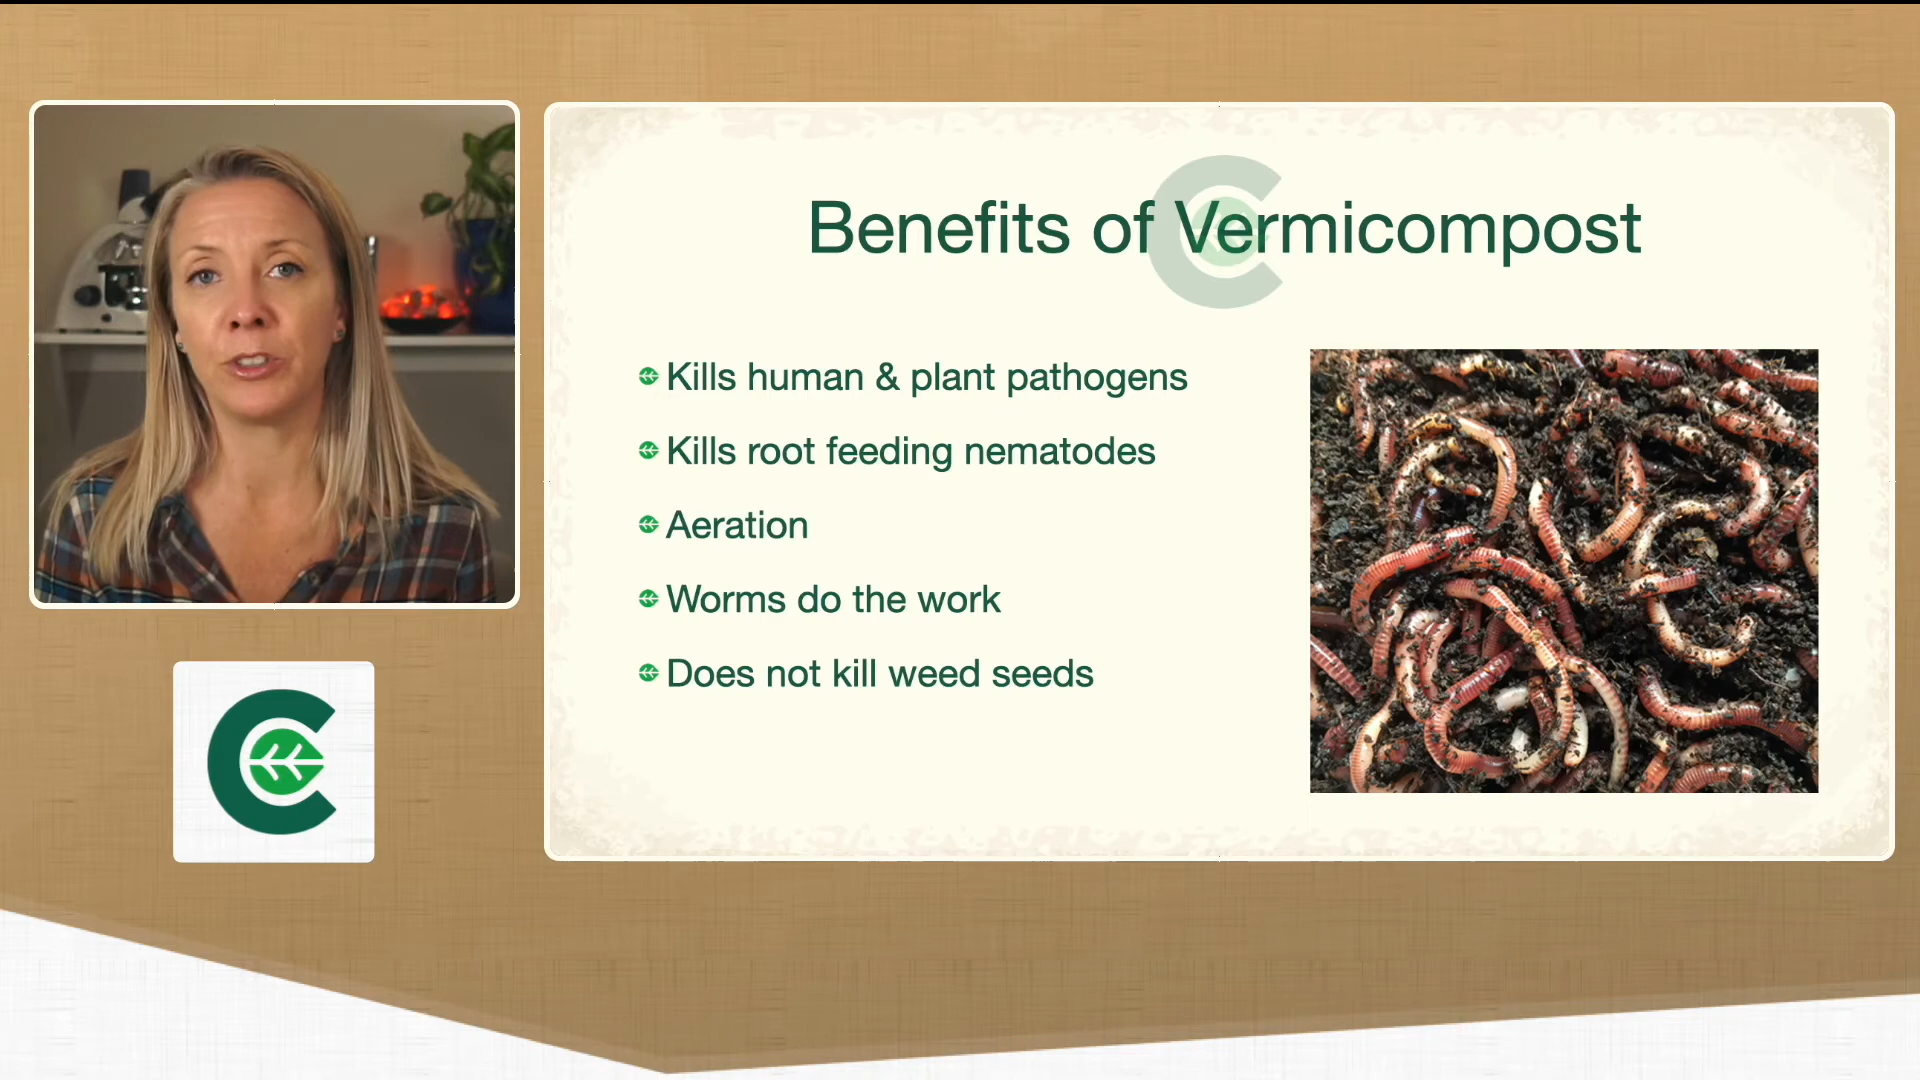 Benefits of Vermicompost
Kills human & plant pathogens
Kills root feeding nematodes
Aeration
Worms do the work
Does not kill weed seeds